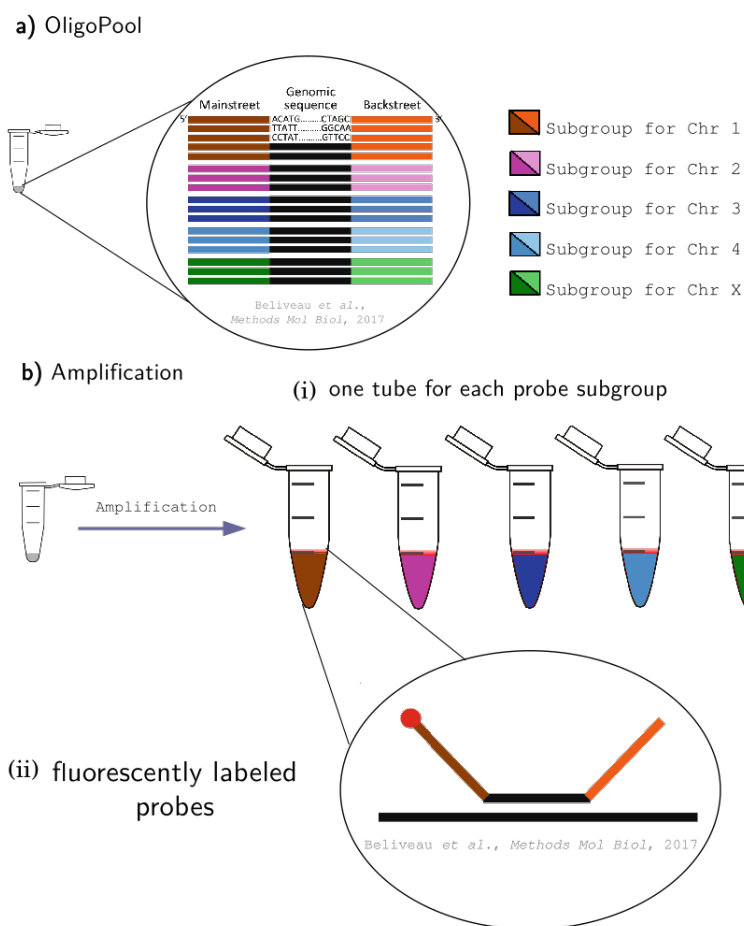 a) OligoPool
Mainstreet
Genomic
sequence
Backstreet
5'
ACATG.........CTAGC
3'
TTATT.........GGCAA
CCTAT.........GTTCC
Beliveau et al.,
Methods Mol Biol, 2017
Subgroup for Chr 1
Subgroup for Chr 2
Subgroup for Chr 3
Subgroup for Chr 4
Subgroup for Chr X
b) Amplification
(i) one tube for each probe subgroup
Amplification
(ii) fluorescently labeled
probes
Beliveau et al., Methods Mol Biol, 2017